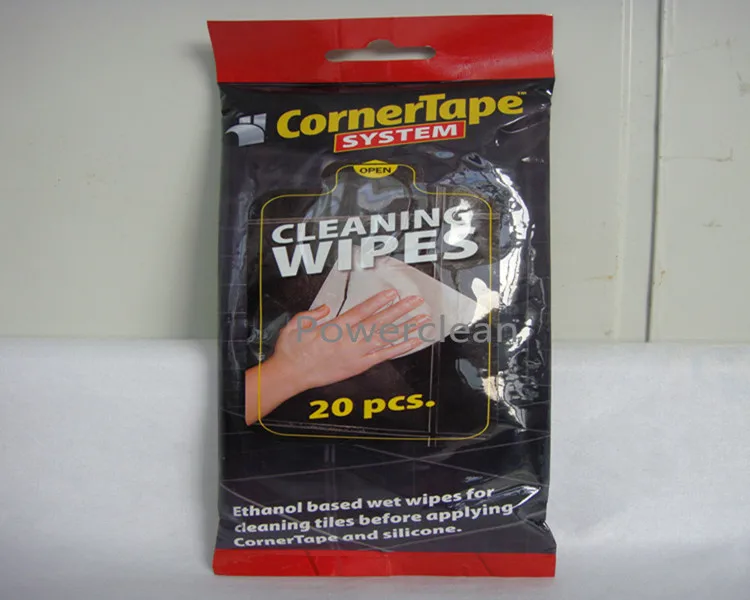 CornerTape™
SYSTEM
OPEN
CLEANING
WIPES
Powerclean
20 pcs.
Ethanol based wet wipes for
cleaning tiles before applying
CornerTape and silicone.